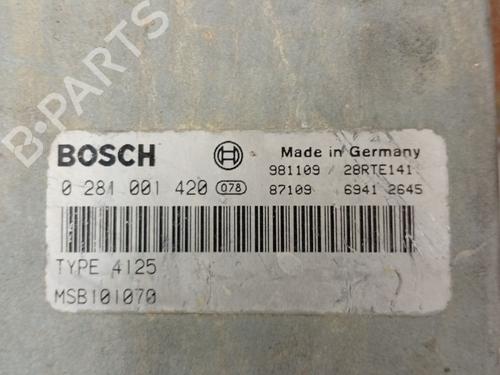 B-PARTS
BOSCH Made in Germany
981109 / 28RTE141
0 281 001 420 078 87109 6941 2645
TYPE 4125
MSB101070